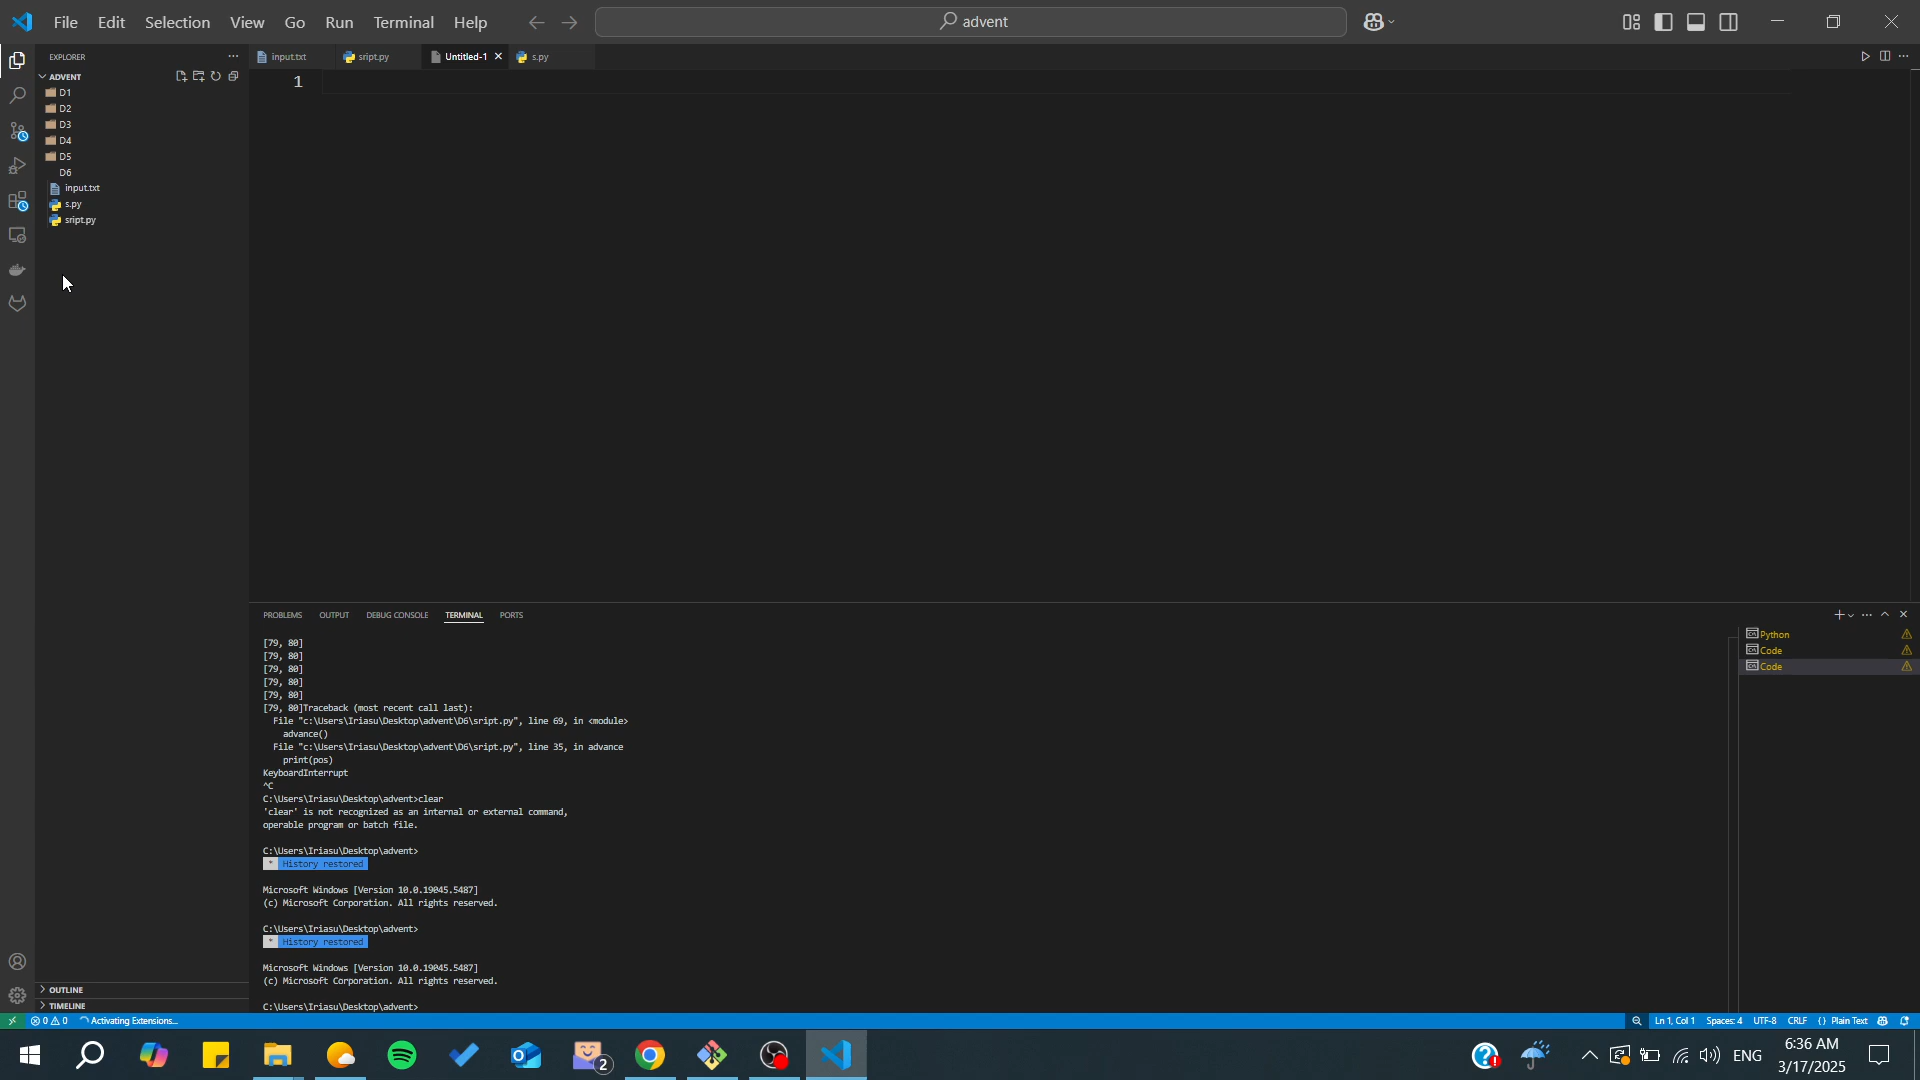 File Edit Selection View Go Run Terminal Help
advent
EXPLORER
input.txt
sript.py
Untitled-1
s.py
ADVENT
D1
D2
D3
D4
D5
D6
input.txt
s.py
sript.py
1
PROBLEMS OUTPUT DEBUG CONSOLE TERMINAL PORTS
[79, 80]
[79, 80]
[79, 80]
[79, 80]
[79, 80]
[79, 80]Traceback (most recent call last):
File "c:\Users\Iriasu\Desktop\advent\D6\sript.py", line 69, in <module>
advance()
File "c:\Users\Iriasu\Desktop\advent\D6\sript.py", line 35, in advance
print(pos)
KeyboardInterrupt
^C
C:\Users\Iriasu\Desktop\advent>clear
'clear' is not recognized as an internal or external command,
operable program or batch file.
C:\Users\Iriasu\Desktop\advent>
* History restored
Microsoft Windows [Version 10.0.19045.5487]
(c) Microsoft Corporation. All rights reserved.
C:\Users\Iriasu\Desktop\advent>
* History restored
Microsoft Windows [Version 10.0.19045.5487]
(c) Microsoft Corporation. All rights reserved.
C:\Users\Iriasu\Desktop\advent>
Python
Code
Code
OUTLINE
TIMELINE
0 0 Activating Extensions...
Ln 1, Col 1 Spaces: 4 UTF-8 CRLF {} Plain Text
2
ENG
6:36 AM
3/17/2025